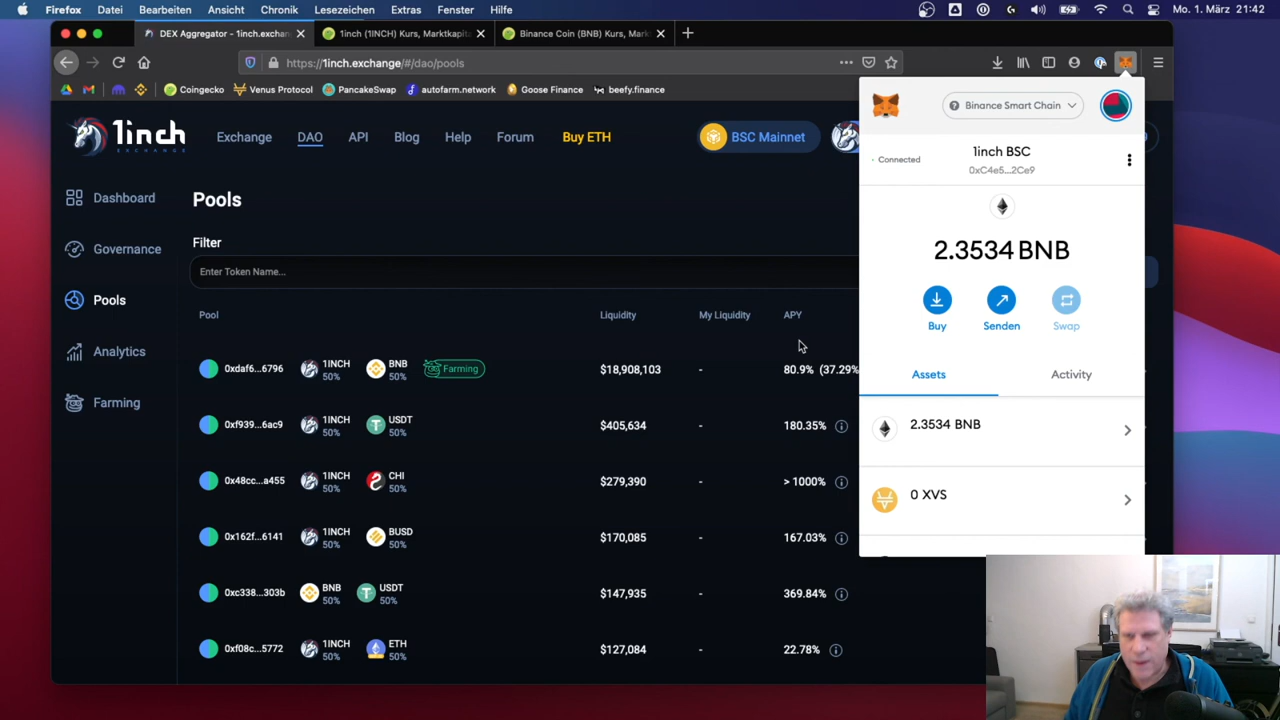 Firefox Datei Bearbeiten Ansicht Chronik Lesezeichen Extras Fenster Hilfe Mo. 1. März 21:42
DEX Aggregator - 1inch.exchan
1inch (1INCH) Kurs, Marktkapita
Binance Coin (BNB) Kurs, Mark
https://1inch.exchange/#/dao/pools
Coingecko Venus Protocol PancakeSwap autofarm.network Goose Finance beefy.finance
1inch
EXCHANGE
Exchange DAO API Blog Help Forum Buy ETH BSC Mainnet
Dashboard
Governance
Pools
Analytics
Farming
Pools
Filter
Enter Token Name...
Pool Liquidity My Liquidity APY
0xdaf6...6796 1INCH 50% BNB 50% Farming $18,908,103 - 80.9% (37.29%
0xf939...6ac9 1INCH 50% USDT 50% $405,634 - 180.35%
0x48cc...a455 1INCH 50% CHI 50% $279,390 - > 1000%
0x162f...6141 1INCH 50% BUSD 50% $170,085 - 167.03%
0xc338...303b BNB 50% USDT 50% $147,935 - 369.84%
0xf08c...5772 1INCH 50% ETH 50% $127,084 - 22.78%
Binance Smart Chain
Connected
1inch BSC
0xC4e5...2Ce9
2.3534 BNB
Buy Senden Swap
Assets Activity
2.3534 BNB
0 XVS